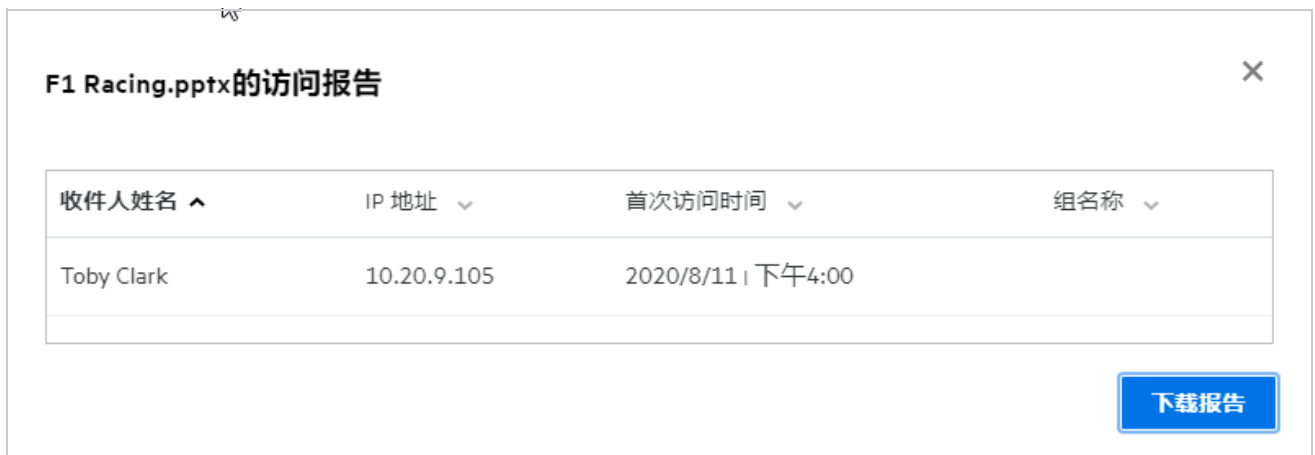 F1 Racing.pptx的访问报告
收件人姓名 IP 地址 首次访问时间 组名称
Toby Clark 10.20.9.105 2020/8/11 | 下午4:00
下载报告